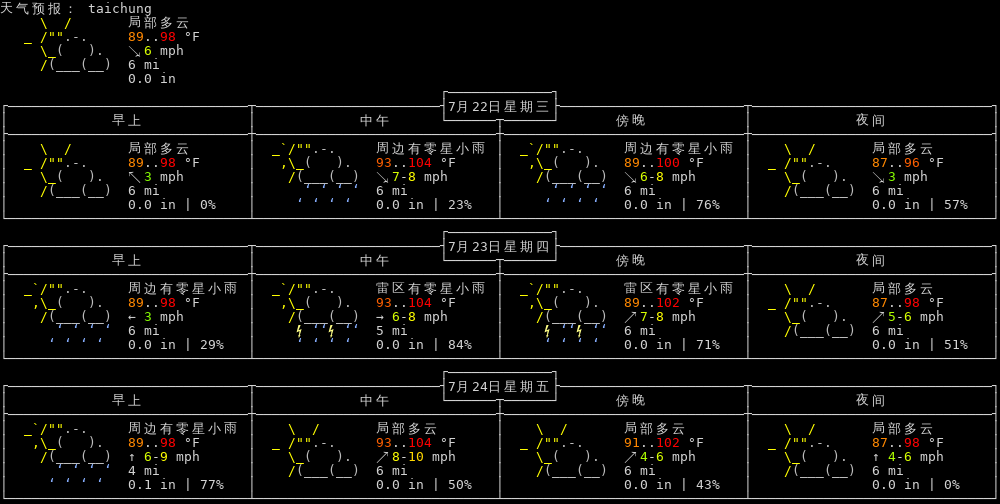 天气预报： taichung
局部多云
89..98 °F
↘6 mph
6 mi
0.0 in
7月22日星期三
早上 中午 傍晚 夜间
局部多云 周边有零星小雨 周边有零星小雨 局部多云
89..98 °F 93..104 °F 89..100 °F 87..96 °F
↖3 mph ↘7-8 mph ↘6-8 mph ↘3 mph
6 mi 6 mi 6 mi 6 mi
0.0 in | 0% 0.0 in | 23% 0.0 in | 76% 0.0 in | 57%
7月23日星期四
早上 中午 傍晚 夜间
周边有零星小雨 雷区有零星小雨 雷区有零星小雨 局部多云
89..98 °F 93..104 °F 89..102 °F 87..98 °F
← 3 mph → 6-8 mph ↗7-8 mph ↗5-6 mph
6 mi 5 mi 6 mi 6 mi
0.0 in | 29% 0.0 in | 84% 0.0 in | 71% 0.0 in | 51%
7月24日星期五
早上 中午 傍晚 夜间
周边有零星小雨 局部多云 局部多云 局部多云
89..98 °F 93..104 °F 91..102 °F 87..98 °F
↑ 6-9 mph ↗8-10 mph ↗4-6 mph ↑ 4-6 mph
4 mi 6 mi 6 mi 6 mi
0.1 in | 77% 0.0 in | 50% 0.0 in | 43% 0.0 in | 0%